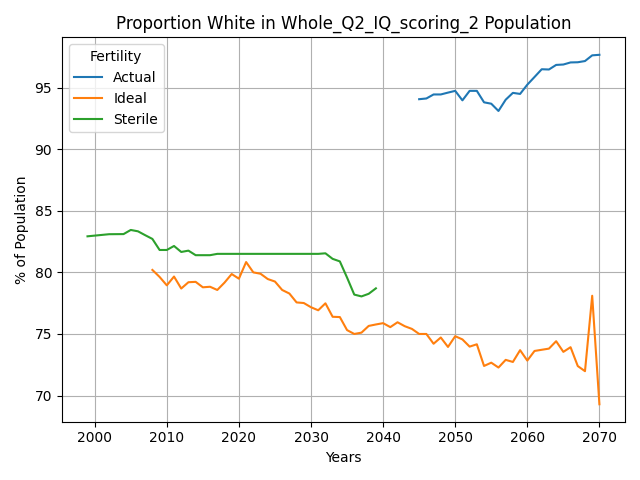 Proportion White in Whole_Q2_IQ_scoring_2 Population
Fertility
Actual
Ideal
Sterile
% of Population
95
90
85
80
75
70
2000
2010
2020
2030
2040
2050
2060
2070
Years